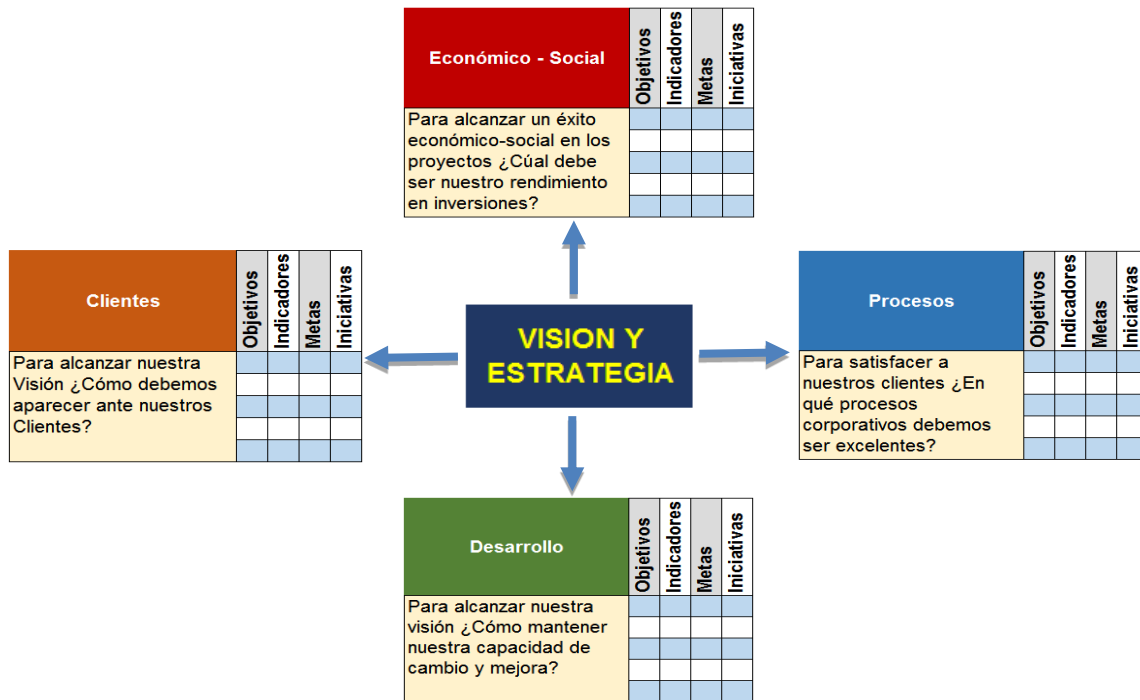 Económico - Social
Objetivos
Indicadores
Metas
Iniciativas
Para alcanzar un éxito
económico-social en los
proyectos ¿Cúal debe
ser nuestro rendimiento
en inversiones?
Clientes
Objetivos
Indicadores
Metas
Iniciativas
Para alcanzar nuestra
Visión ¿Cómo debemos
aparecer ante nuestros
Clientes?
VISION Y
ESTRATEGIA
Procesos
Objetivos
Indicadores
Metas
Iniciativas
Para satisfacer a
nuestros clientes ¿En
qué procesos
corporativos debemos
ser excelentes?
Desarrollo
Objetivos
Indicadores
Metas
Iniciativas
Para alcanzar nuestra
visión ¿Cómo mantener
nuestra capacidad de
cambio y mejora?